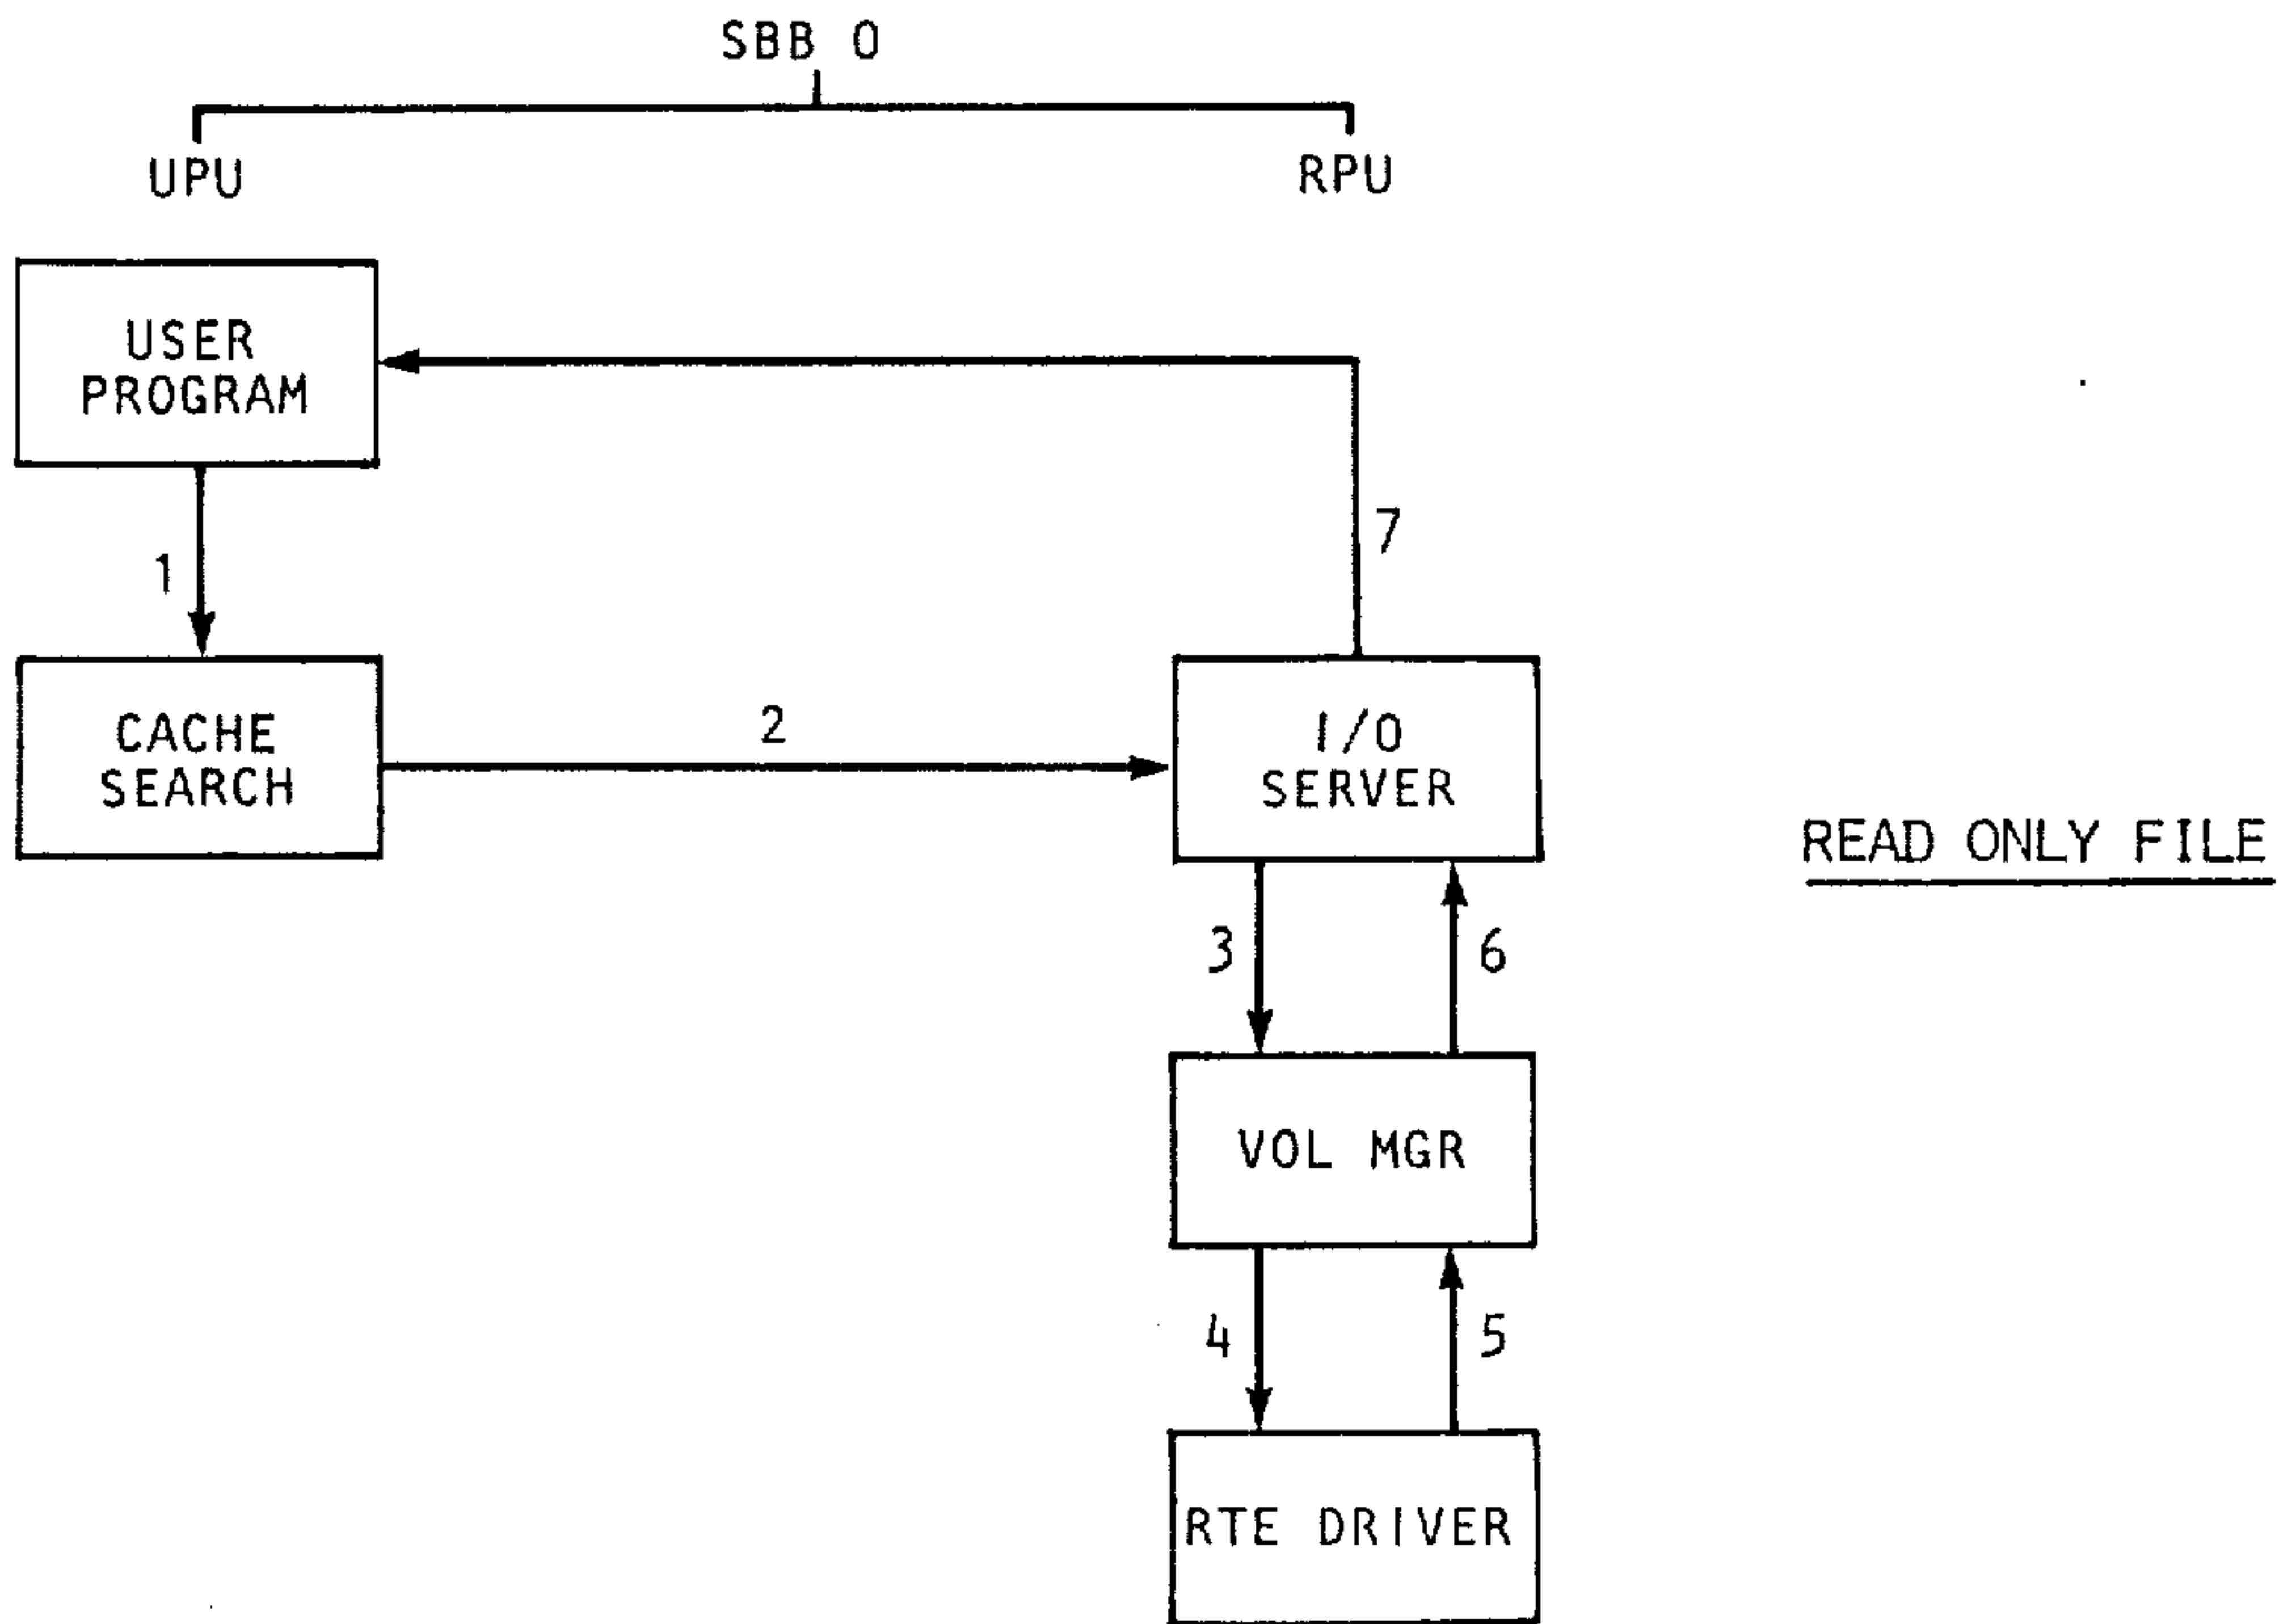 SBB 0
UPU
RPU
USER
PROGRAM
7
1
CACHE
SEARCH
2
I/O
SERVER
READ ONLY FILE
3
6
VOL MGR
4
5
RTE DRIVER